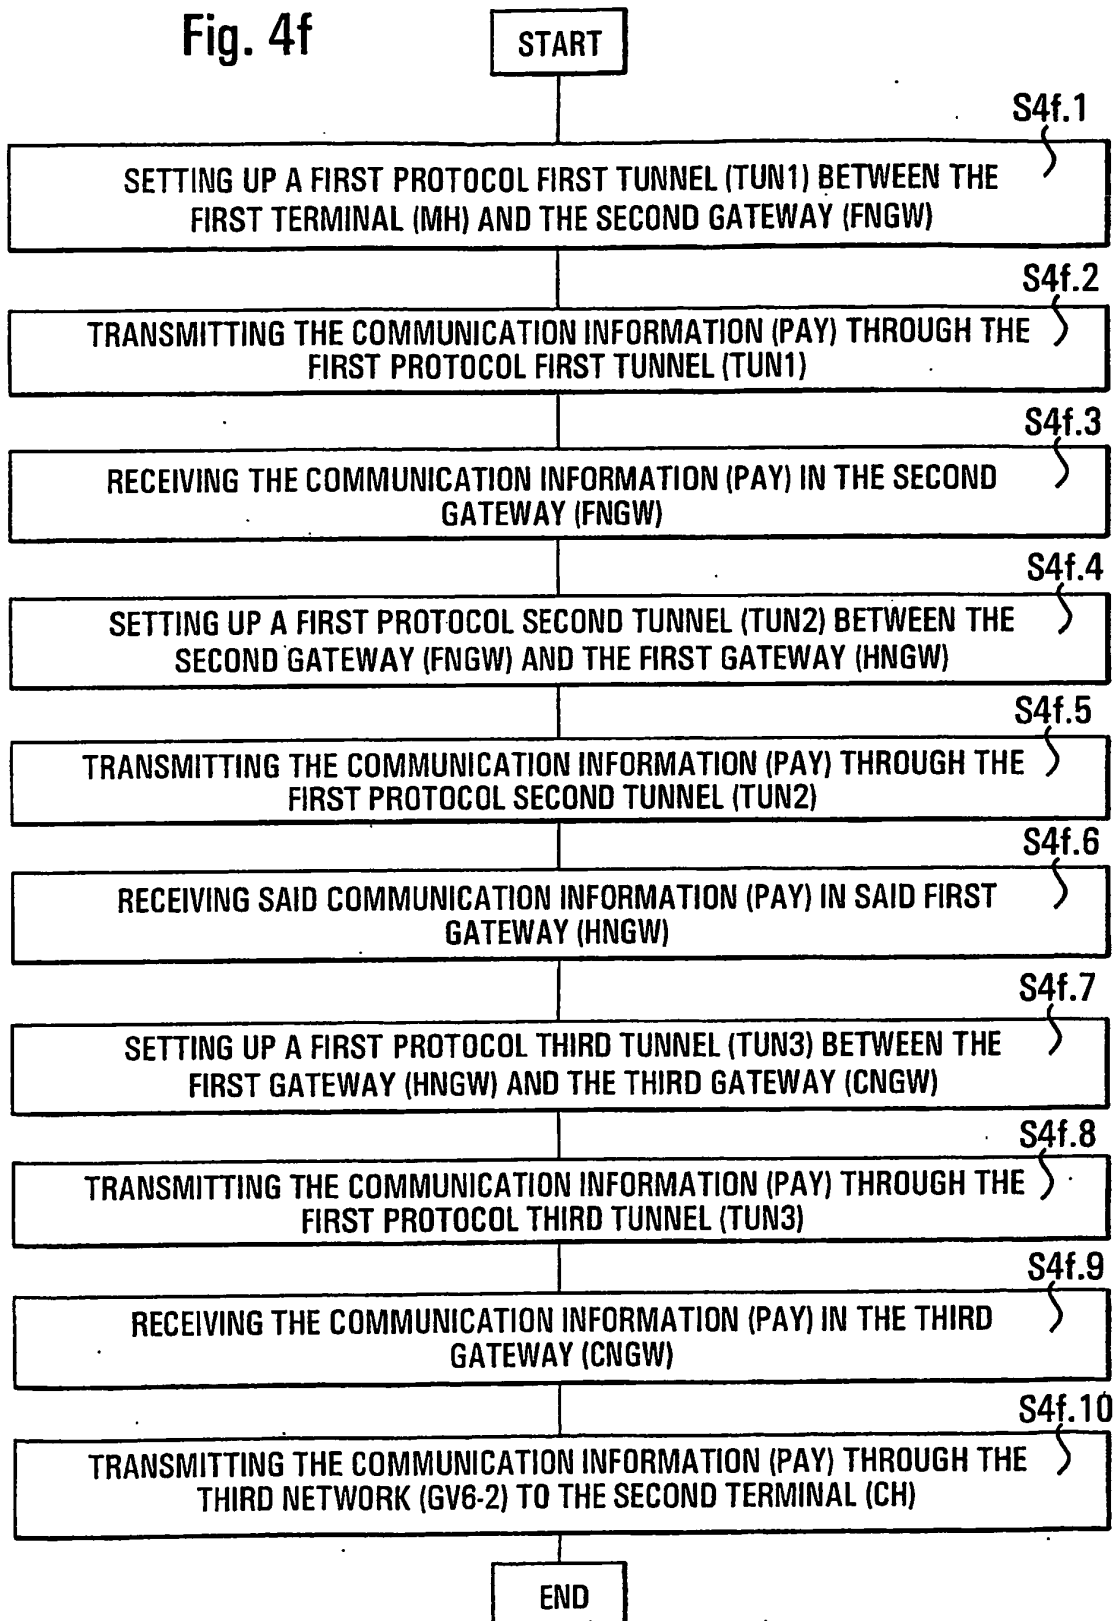 Fig. 4f
START
S4f.1
SETTING UP A FIRST PROTOCOL FIRST TUNNEL (TUN1) BETWEEN THE
FIRST TERMINAL (MH) AND THE SECOND GATEWAY (FNGW)
S4f.2
TRANSMITTING THE COMMUNICATION INFORMATION (PAY) THROUGH THE
FIRST PROTOCOL FIRST TUNNEL (TUN1)
S4f.3
RECEIVING THE COMMUNICATION INFORMATION (PAY) IN THE SECOND
GATEWAY (FNGW)
S4f.4
SETTING UP A FIRST PROTOCOL SECOND TUNNEL (TUN2) BETWEEN THE
SECOND GATEWAY (FNGW) AND THE FIRST GATEWAY (HNGW)
S4f.5
TRANSMITTING THE COMMUNICATION INFORMATION (PAY) THROUGH THE
FIRST PROTOCOL SECOND TUNNEL (TUN2)
S4f.6
RECEIVING SAID COMMUNICATION INFORMATION (PAY) IN SAID FIRST
GATEWAY (HNGW)
S4f.7
SETTING UP A FIRST PROTOCOL THIRD TUNNEL (TUN3) BETWEEN THE
FIRST GATEWAY (HNGW) AND THE THIRD GATEWAY (CNGW)
S4f.8
TRANSMITTING THE COMMUNICATION INFORMATION (PAY) THROUGH THE
FIRST PROTOCOL THIRD TUNNEL (TUN3)
S4f.9
RECEIVING THE COMMUNICATION INFORMATION (PAY) IN THE THIRD
GATEWAY (CNGW)
S4f.10
TRANSMITTING THE COMMUNICATION INFORMATION (PAY) THROUGH THE
THIRD NETWORK (GV6-2) TO THE SECOND TERMINAL (CH)
END